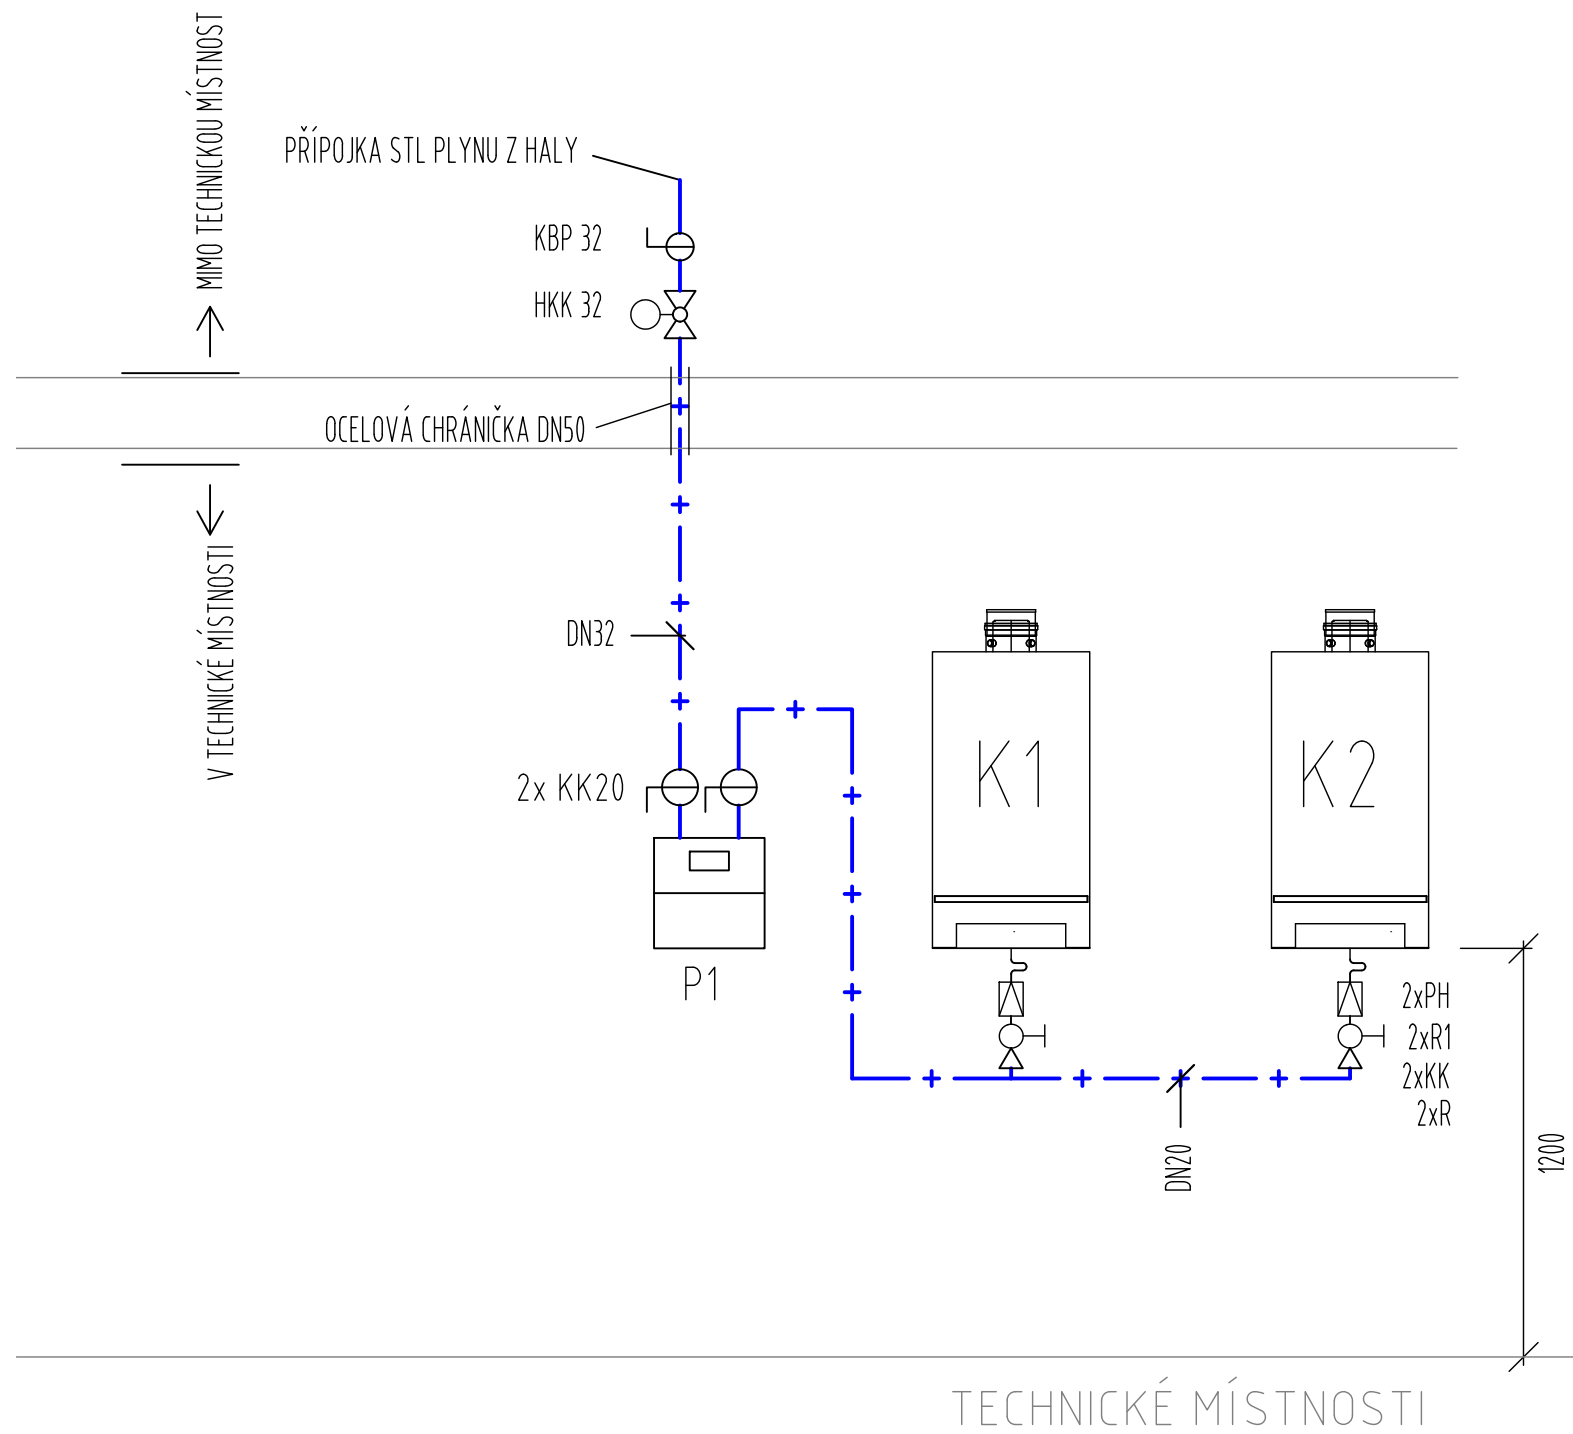 MIMO TECHNICKOU MÍSTNOST
PŘÍPOJKA STL PLYNU Z HALY
KBP 32
HKK 32
OCELOVÁ CHRÁNIČKA DN50
V TECHNICKÉ MÍSTNOSTI
DN32
2x KK20
K1
K2
P1
2xPH
2xR1
2xKK
2xR
DN20
1200
TECHNICKÉ MÍSTNOSTI